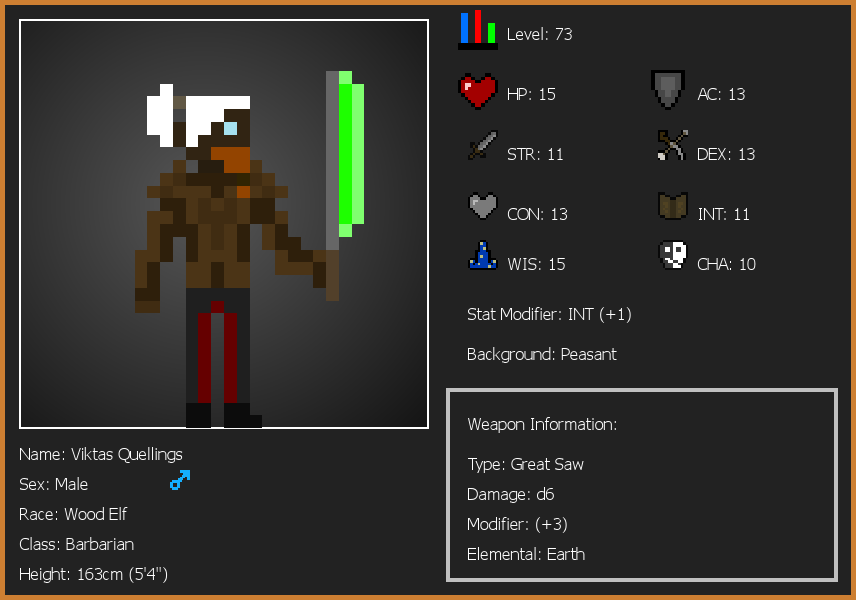 Level: 73
HP: 15
AC: 13
STR: 11
DEX: 13
CON: 13
INT: 11
WIS: 15
CHA: 10
Stat Modifier: INT (+1)
Background: Peasant
Weapon Information:
Type: Great Saw
Damage: d6
Modifier: (+3)
Elemental: Earth
Name: Viktas Quellings
Sex: Male
Race: Wood Elf
Class: Barbarian
Height: 163cm (5'4")